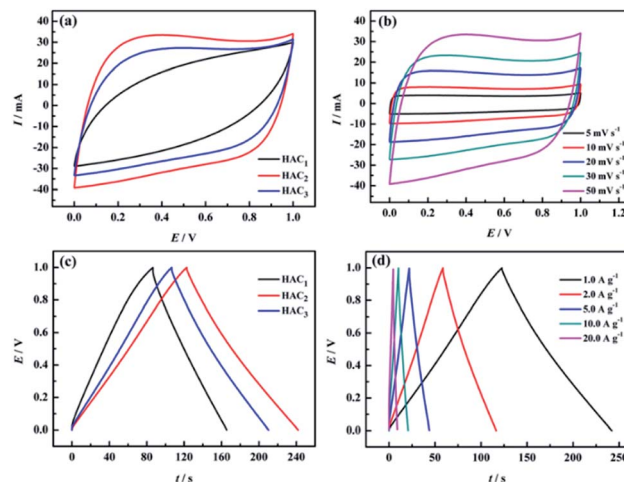 (a)
I / mA
40
30
20
10
0
-10
-20
-30
-40
0.0 0.2 0.4 0.6 0.8 1.0
E / V
HAC1
HAC2
HAC3
(b)
I / mA
40
30
20
10
0
-10
-20
-30
-40
0.0 0.2 0.4 0.6 0.8 1.0 1.2
E / V
5 mV s-1
10 mV s-1
20 mV s-1
30 mV s-1
50 mV s-1
(c)
E / V
1.0
0.8
0.6
0.4
0.2
0.0
0 40 80 120 160 200 240
t / s
HAC1
HAC2
HAC3
(d)
E / V
1.0
0.8
0.6
0.4
0.2
0.0
0 50 100 150 200 250
t / s
1.0 A g-1
2.0 A g-1
5.0 A g-1
10.0 A g-1
20.0 A g-1